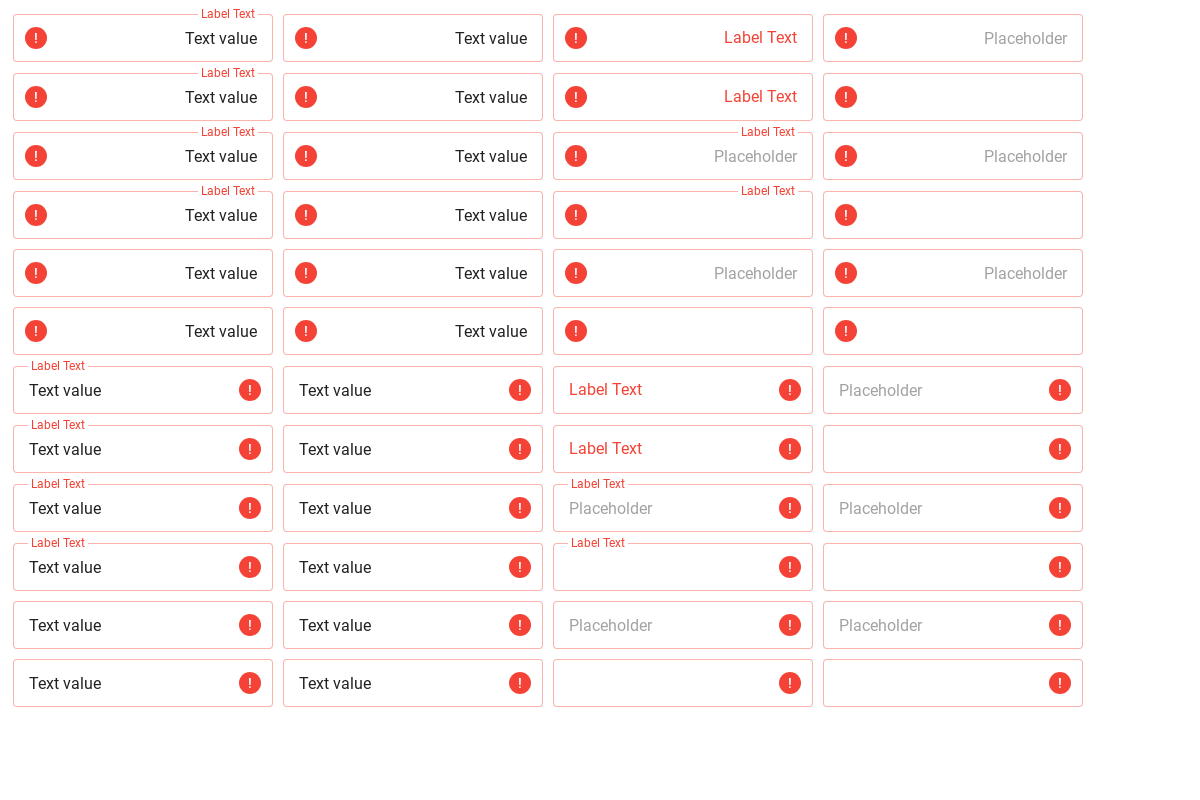 Label Text
! Text value ! Text value ! Label Text ! Placeholder
Label Text
! Text value ! Text value ! Label Text !
Label Text Label Text
! Text value ! Text value ! Placeholder ! Placeholder
Label Text Label Text
! Text value ! Text value ! !
! Text value ! Text value ! Placeholder ! Placeholder
! Text value ! Text value ! !
Label Text
Text value ! Text value ! Label Text ! Placeholder !
Label Text
Text value ! Text value ! Label Text ! !
Label Text Label Text
Text value ! Text value ! Placeholder ! Placeholder !
Label Text Label Text
Text value ! Text value ! ! !
Text value ! Text value ! Placeholder ! Placeholder !
Text value ! Text value ! ! !